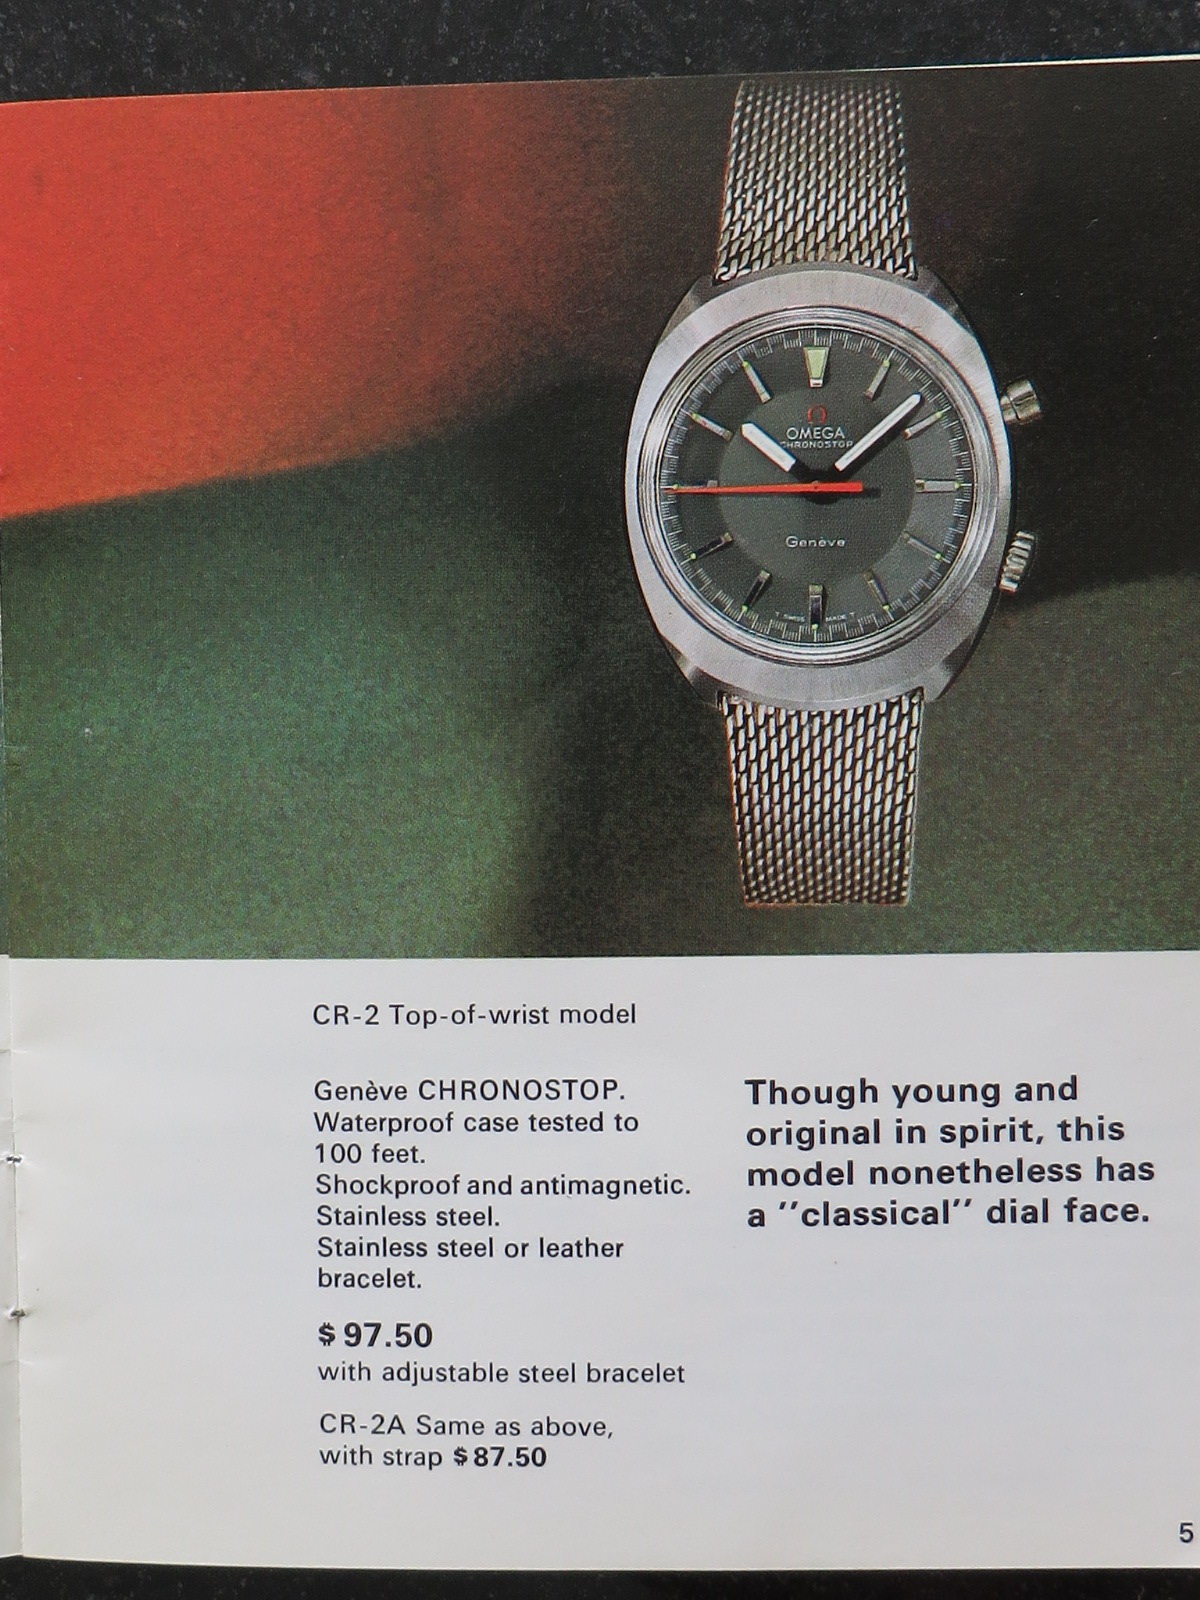 Ω
OMEGA
CHRONOSTOP
Genève
T SWISS MADE T
CR-2 Top-of-wrist model
Genève CHRONOSTOP.
Waterproof case tested to
100 feet.
Shockproof and antimagnetic.
Stainless steel.
Stainless steel or leather
bracelet.
$ 97.50
with adjustable steel bracelet
CR-2A Same as above,
with strap $ 87.50
Though young and
original in spirit, this
model nonetheless has
a ″classical″ dial face.
5